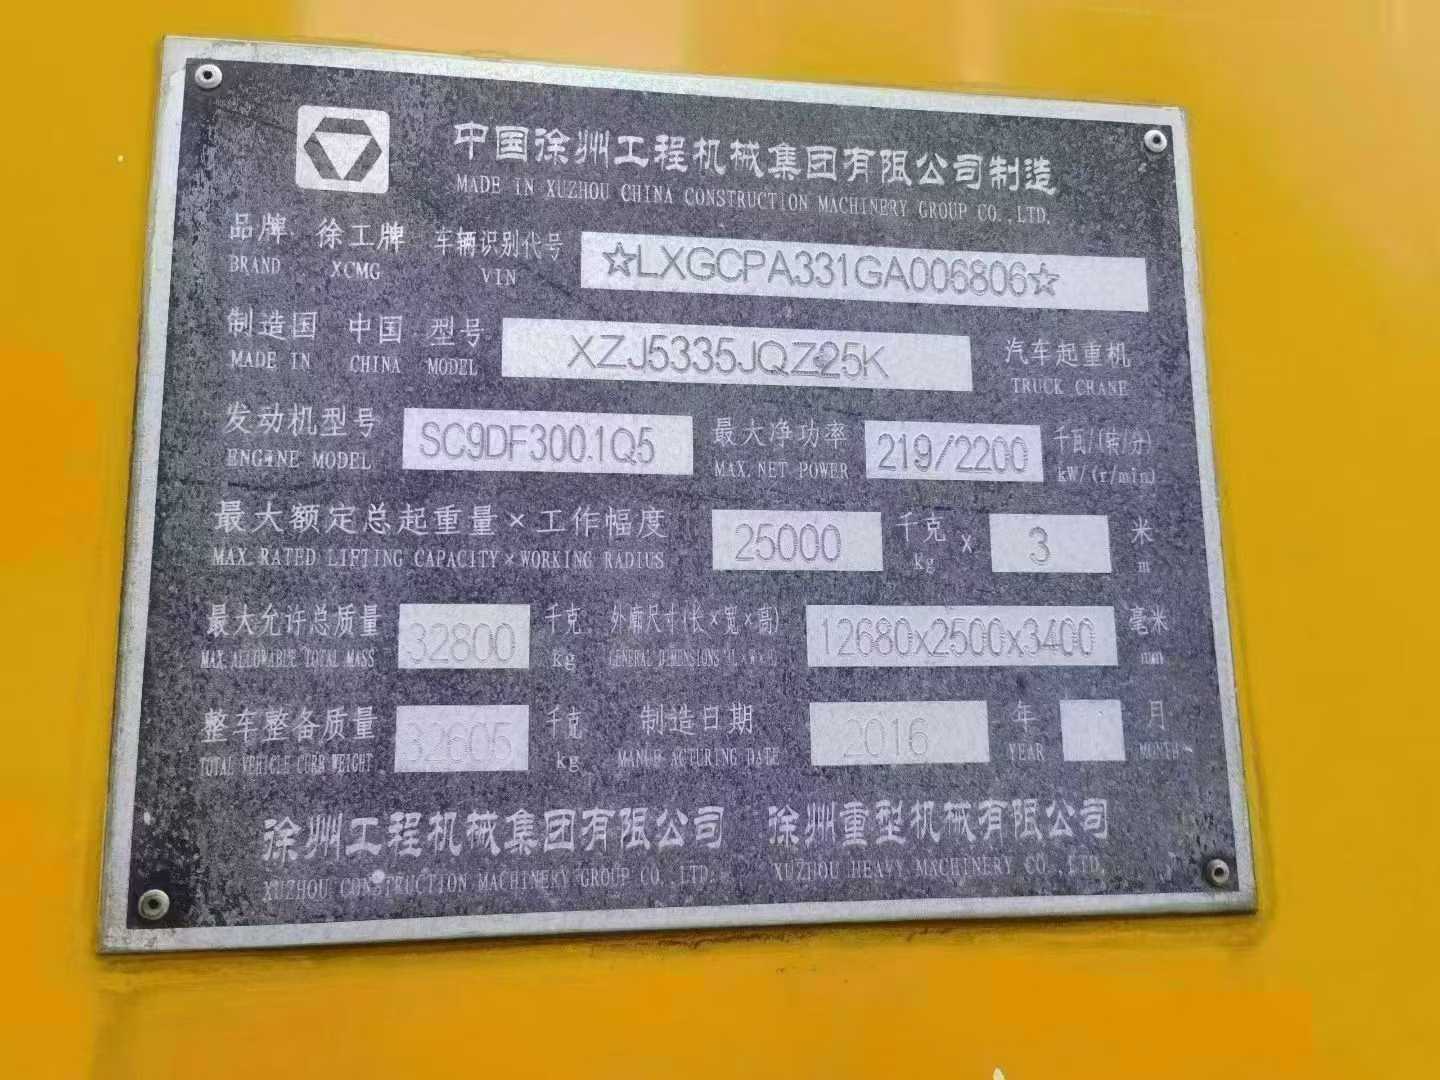 中国徐州工程机械集团有限公司制造
MADE IN XUZHOU CHINA CONSTRUCTION MACHINERY GROUP CO.,LTD.
品牌 徐工牌 车辆识别代号 ☆LXGCPA331GA006806☆
BRAND XCMG VIN
制造国 中国 型号 XZJ5335JQZ25K 汽车起重机
MADE IN CHINA MODEL TRUCK CRANE
发动机型号 SC9DF300.1Q5 最大净功率 219/2200 千瓦/(转/分)
ENGINE MODEL MAX. NET POWER kW/(r/min)
最大额定总起重量×工作幅度 25000 千克 × 3 米
MAX. RATED LIFTING CAPACITY×WORKING RADIUS kg m
最大允许总质量 32800 千克 外廓尺寸(长×宽×高) 12680x2500x3400 毫米
MAX. ALLOWABLE TOTAL MASS kg GENERAL DIMENSIONS (L×W×H) mm
整车整备质量 32605 千克 制造日期 2016 年 月
TOTAL VEHICLE CURB WEIGHT kg MANUFACTURING DATE YEAR MONTH
徐州工程机械集团有限公司 徐州重型机械有限公司
XUZHOU CONSTRUCTION MACHINERY GROUP CO.,LTD. XUZHOU HEAVY MACHINERY CO.,LTD.